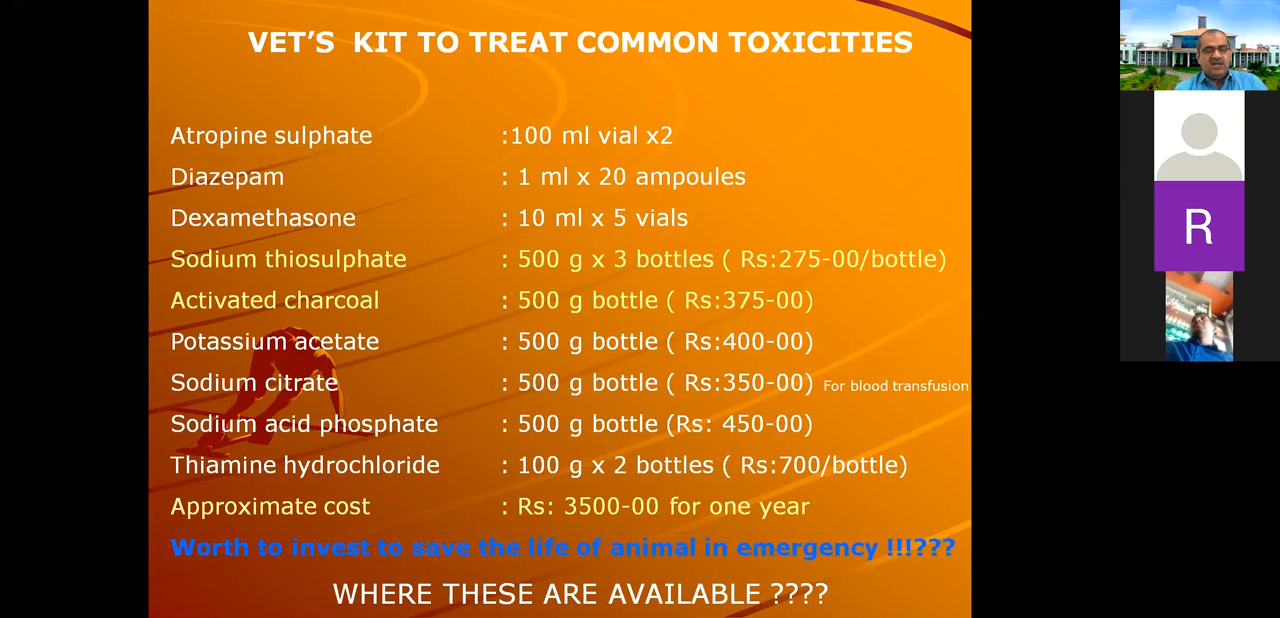 VET'S KIT TO TREAT COMMON TOXICITIES
Atropine sulphate :100 ml vial x2
Diazepam : 1 ml x 20 ampoules
Dexamethasone : 10 ml x 5 vials
Sodium thiosulphate : 500 g x 3 bottles ( Rs:275-00/bottle)
Activated charcoal : 500 g bottle ( Rs:375-00)
Potassium acetate : 500 g bottle ( Rs:400-00)
Sodium citrate : 500 g bottle ( Rs:350-00) For blood transfusion
Sodium acid phosphate : 500 g bottle (Rs: 450-00)
Thiamine hydrochloride : 100 g x 2 bottles ( Rs:700/bottle)
Approximate cost : Rs: 3500-00 for one year
Worth to invest to save the life of animal in emergency !!!???
WHERE THESE ARE AVAILABLE ????
R